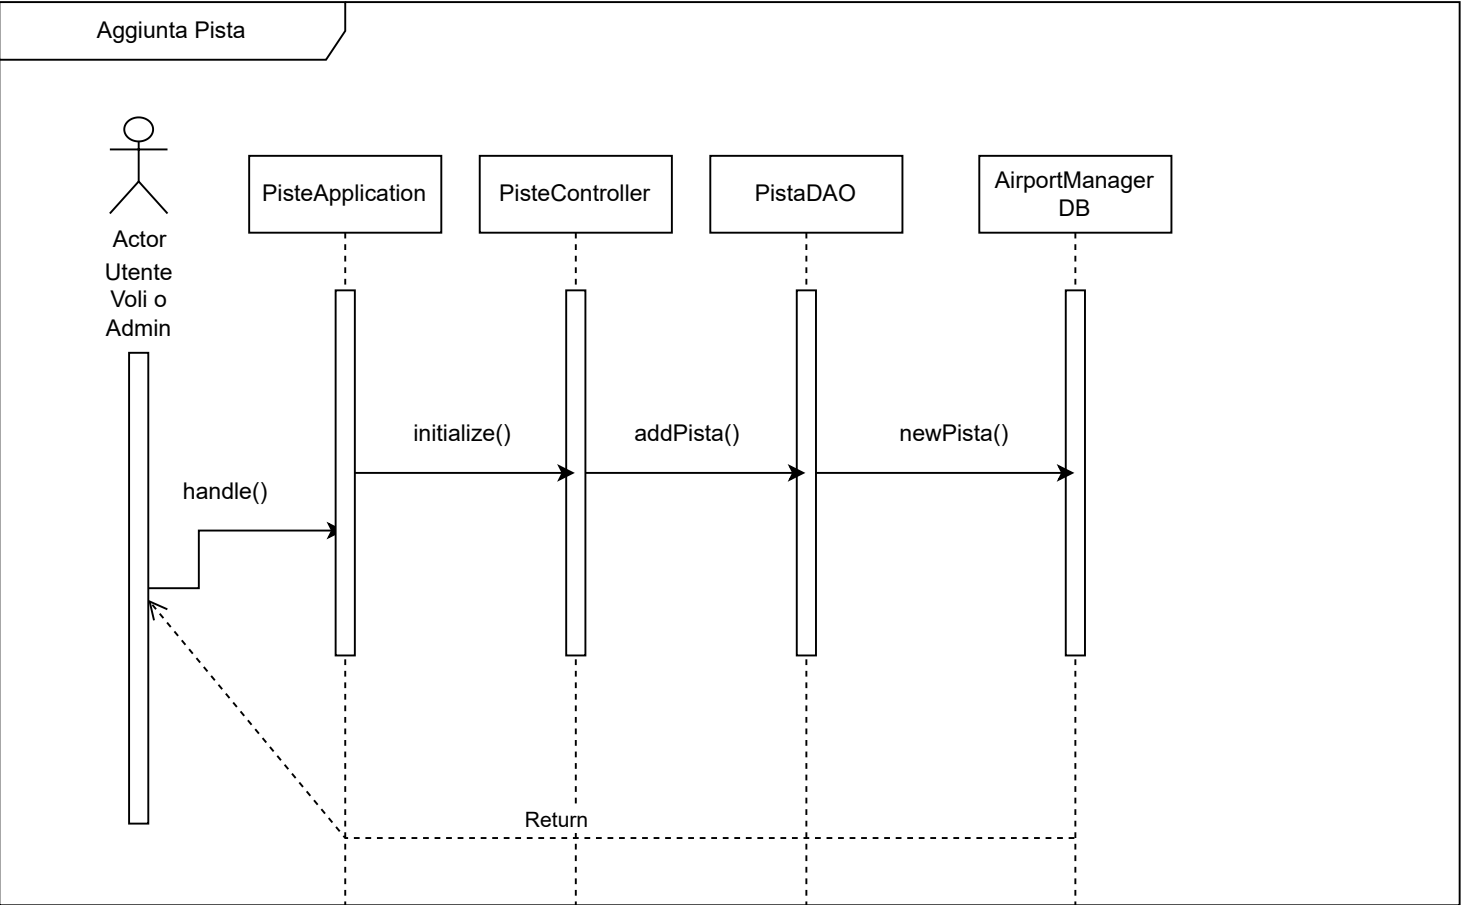 Aggiunta Pista
Actor
Utente
Voli o
Admin
PisteApplication
PisteController
PistaDAO
AirportManager
DB
initialize()
addPista()
newPista()
handle()
Return